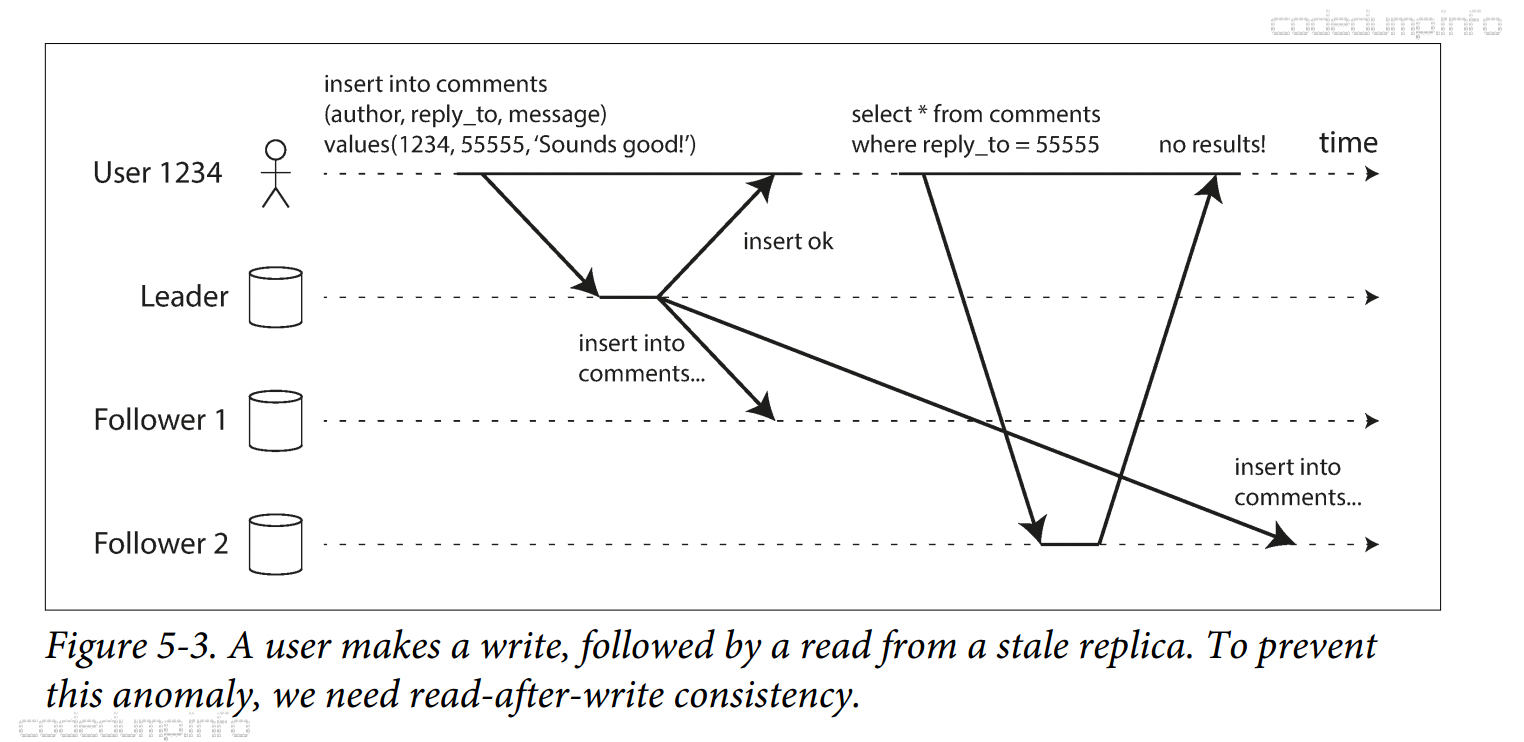 codedump.info
insert into comments
(author, reply_to, message)
values(1234, 55555, ‘Sounds good!’)
select * from comments
where reply_to = 55555
no results!
time
User 1234
insert ok
Leader
insert into
comments...
Follower 1
insert into
comments...
Follower 2
Figure 5-3. A user makes a write, followed by a read from a stale replica. To prevent
this anomaly, we need read-after-write consistency.
codedump.info